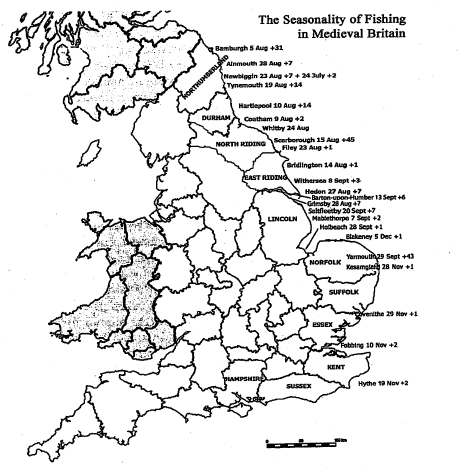 The Seasonality of Fishing
in Medieval Britain
Bamburgh 5 Aug +31
Alnmouth 28 Aug +7
Newbiggin 23 Aug +7 + 24 July +2
Tynemouth 19 Aug +14
NORTHUMBERLAND
Hartlepool 10 Aug +14
DURHAM
Coatham 9 Aug +2
Whitby 24 Aug
NORTH RIDING
Scarborough 15 Aug +45
Filey 23 Aug +1
Bridlington 14 Aug +1
EAST RIDING
Withersea 8 Sept +3
Hedon 27 Aug +7
Barton-upon-Humber 13 Sept +6
Grimsby 28 Aug +7
Saltfleetby 20 Sept +7
LINCOLN
Mablethorpe 7 Sept +2
Holbeach 28 Sept +1
Blakeney 5 Dec +1
NORFOLK
Yarmouth 29 Sept +43
Kessingland 28 Nov +1
SUFFOLK
29 Nov +1
ESSEX
Fobbing 10 Nov +2
KENT
HAMPSHIRE
SUSSEX
Hythe 19 Nov +2